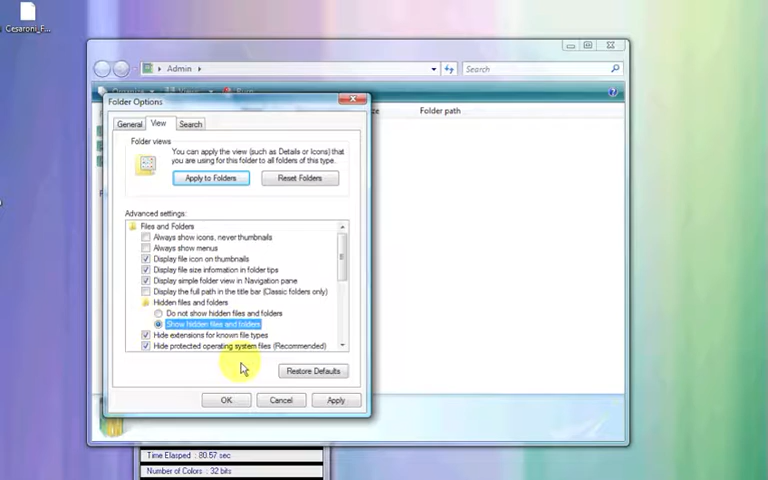 Cesaroni_F...
Admin
Search
Organize Views Burn
Folder path
Folder Options
General View Search
Folder views
You can apply the view (such as Details or Icons) that
you are using for this folder to all folders of this type.
Apply to Folders Reset Folders
Advanced settings:
Files and Folders
Always show icons, never thumbnails
Always show menus
Display file icon on thumbnails
Display file size information in folder tips
Display simple folder view in Navigation pane
Display the full path in the title bar (Classic folders only)
Hidden files and folders
Do not show hidden files and folders
Show hidden files and folders
Hide extensions for known file types
Hide protected operating system files (Recommended)
Restore Defaults
OK Cancel Apply
Time Elasped : 80.57 sec
Number of Colors : 32 bits